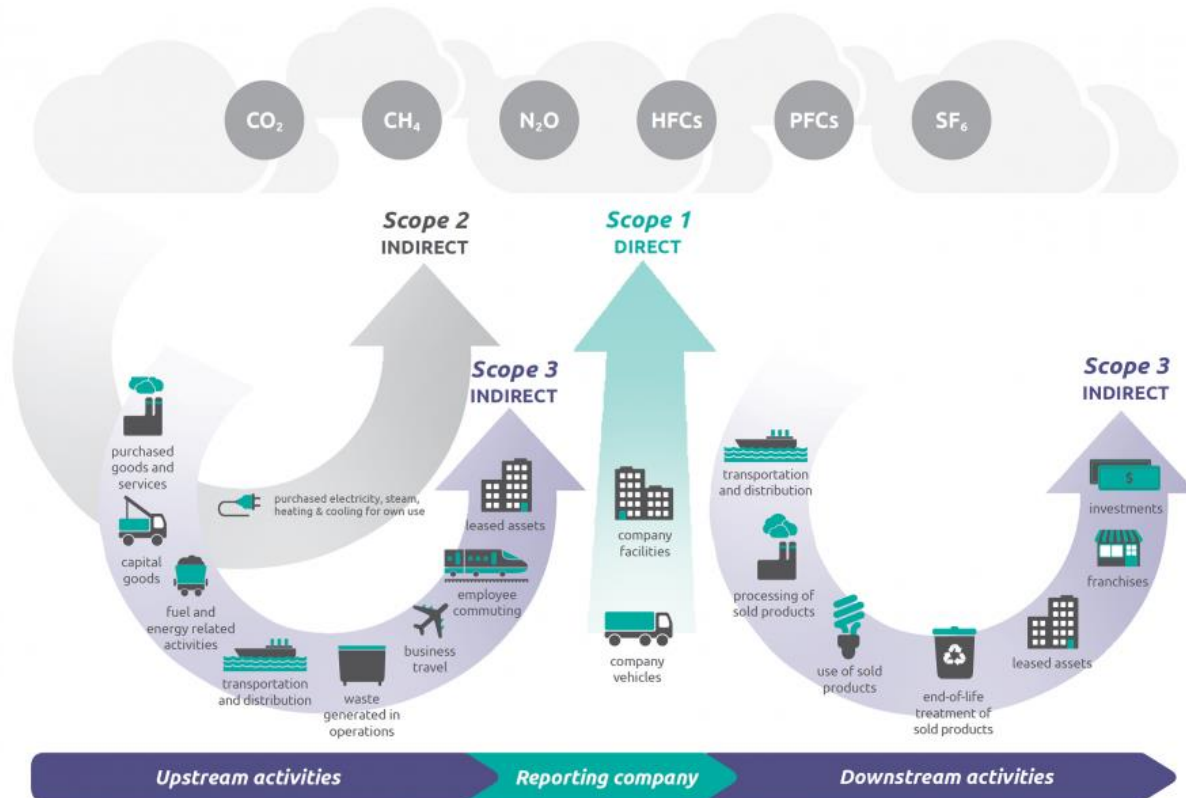 CO₂
CH₄
N₂O
HFCs
PFCs
SF₆
Scope 2
INDIRECT
Scope 1
DIRECT
Scope 3
INDIRECT
Scope 3
INDIRECT
purchased
goods and
services
capital
goods
fuel and
energy related
activities
transportation
and distribution
waste
generated in
operations
business
travel
employee
commuting
leased assets
purchased electricity, steam,
heating & cooling for own use
company
facilities
company
vehicles
transportation
and distribution
processing of
sold products
use of sold
products
end-of-life
treatment of
sold products
leased assets
franchises
$
investments
Upstream activities
Reporting company
Downstream activities